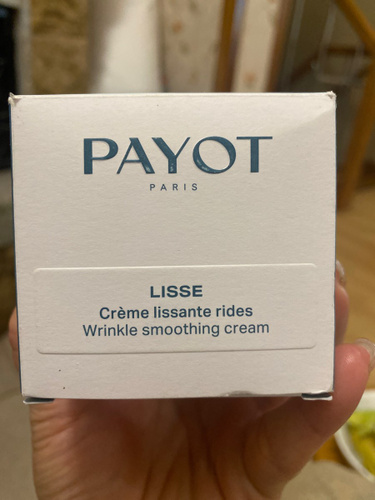 PAYOT
PARIS
LISSE
Crème lissante rides
Wrinkle smoothing cream